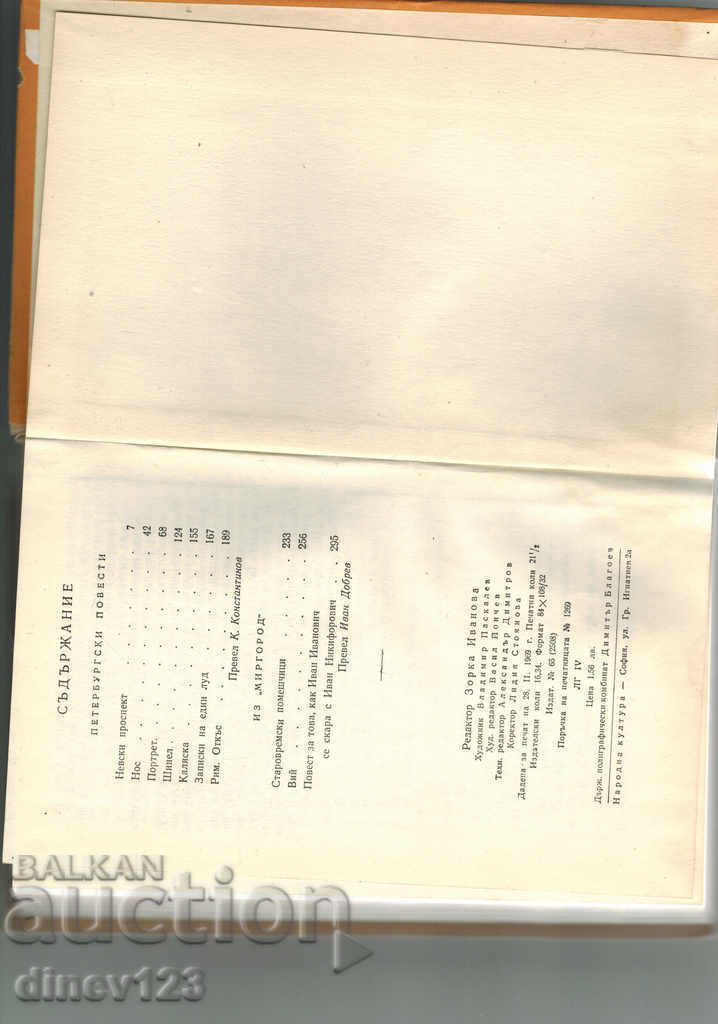 СЪДЪРЖАНИЕ
ПЕТЕРБУРГСКИ ПОВЕСТИ
Невски проспект . . . . . . . . . 7
Нос . . . . . . . . . . . . 42
Портрет . . . . . . . . . . . 68
Шинел . . . . . . . . . . . 124
Калиска . . . . . . . . . . . 155
Записки на един луд . . . . . . . 167
Рим. Откъс . . . . . . . . . . 189
Превел К. Константинов
ИЗ „МИРГОРОД"
Старовремски помешчици . . . . . . 233
Вий . . . . . . . . . . . . 256
Повест за това, как Иван Иванович
се скара с Иван Никифорович . . 295
Превел Иван Добрев
Редактор Зорка Иванова
Художник Владимир Паскалев
Худ. редактор Васил Йончев
Техн. редактор Александър Димитров
Коректор Лидия Стоянова
Дадена за печат на 28. II. 1969 г. Печатни коли 21 1/2
Издателски коли 16,34. Формат 84×108/32
Издат. № 65 (2508)
Поръчка на печатницата № 1269
ЛГ IV
Цена 1,56 лв.
Държ. полиграфически комбинат Димитър Благоев
Народна култура — София, ул. Гр. Игнатиев 2а
BALKAN
auction
dinev123